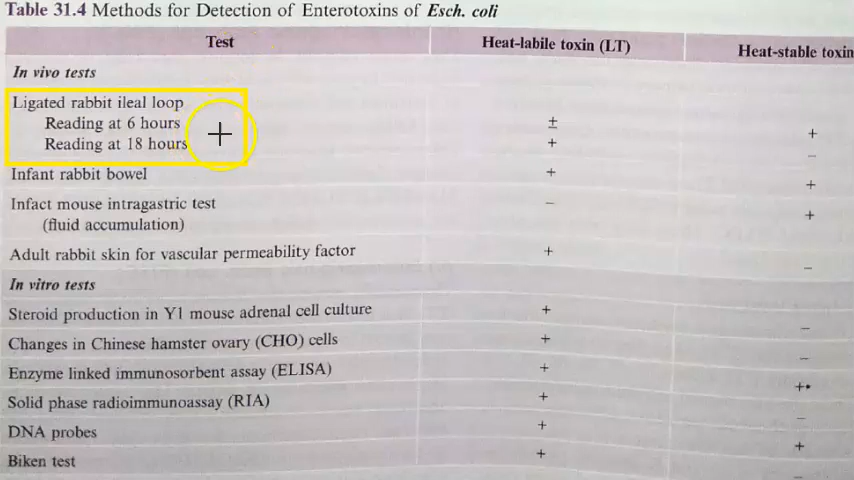 Table 31.4 Methods for Detection of Enterotoxins of Esch. coli
Test Heat-labile toxin (LT) Heat-stable toxin
In vivo tests
Ligated rabbit ileal loop
Reading at 6 hours ± +
Reading at 18 hours + –
Infant rabbit bowel + +
Infact mouse intragastric test – +
(fluid accumulation)
Adult rabbit skin for vascular permeability factor + –
In vitro tests
Steroid production in Y1 mouse adrenal cell culture + –
Changes in Chinese hamster ovary (CHO) cells + –
Enzyme linked immunosorbent assay (ELISA) + +•
Solid phase radioimmunoassay (RIA) + –
DNA probes + +
Biken test + –